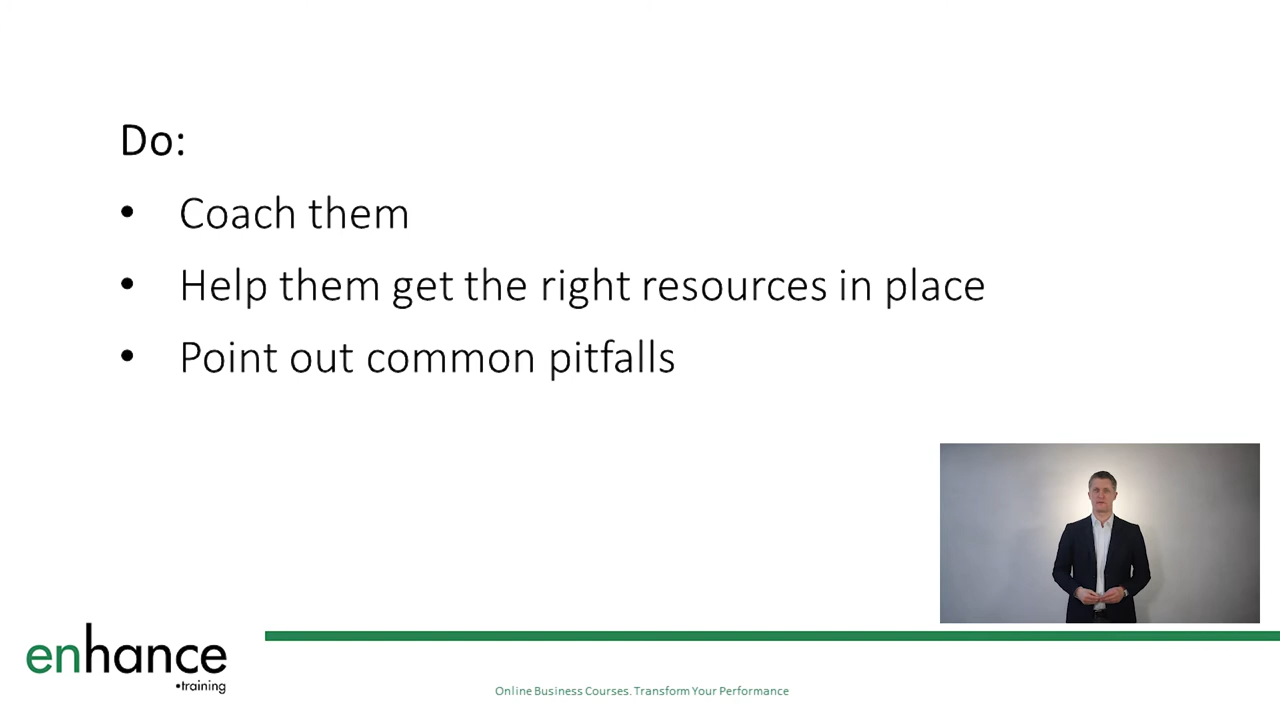 Do:
• Coach them
• Help them get the right resources in place
• Point out common pitfalls
enhance
•training
Online Business Courses. Transform Your Performance